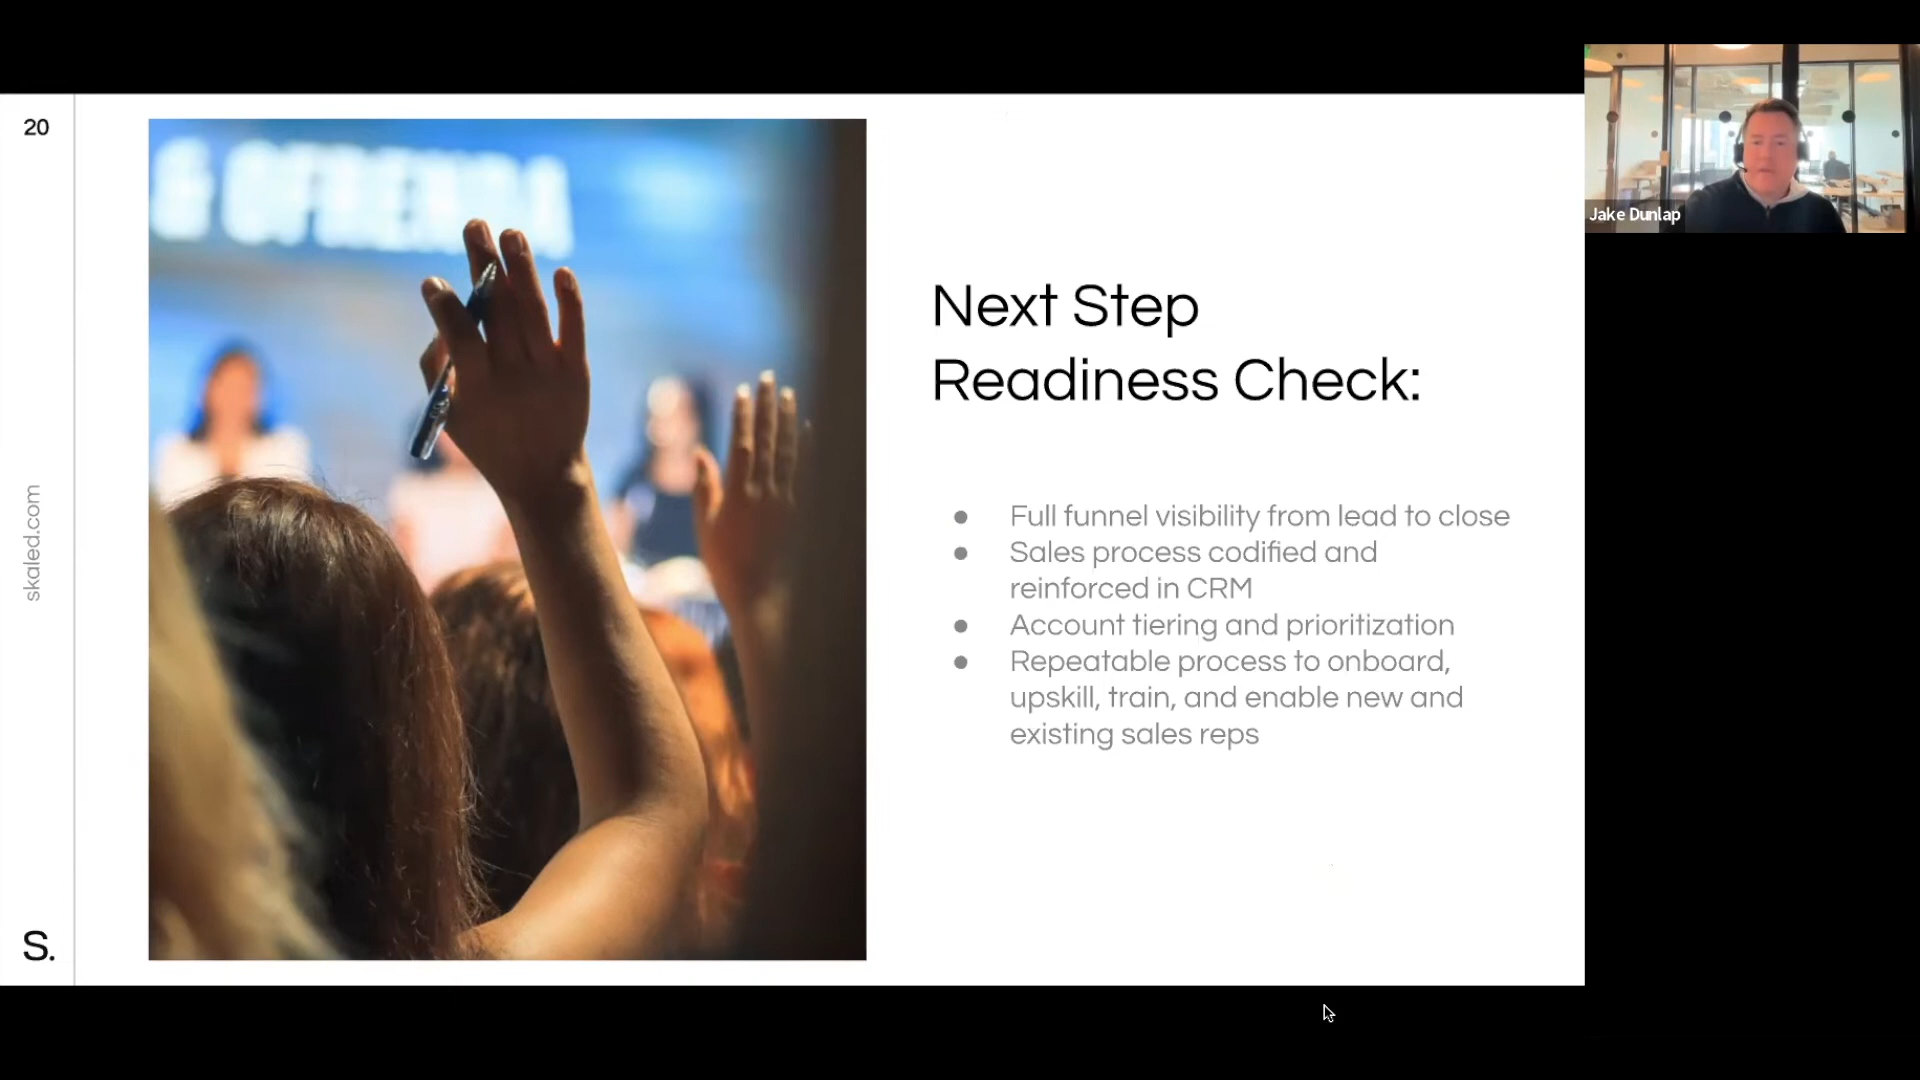 20
Next Step
Readiness Check:
● Full funnel visibility from lead to close
● Sales process codified and
reinforced in CRM
● Account tiering and prioritization
● Repeatable process to onboard,
upskill, train, and enable new and
existing sales reps
skaled.com
S.
Jake Dunlap